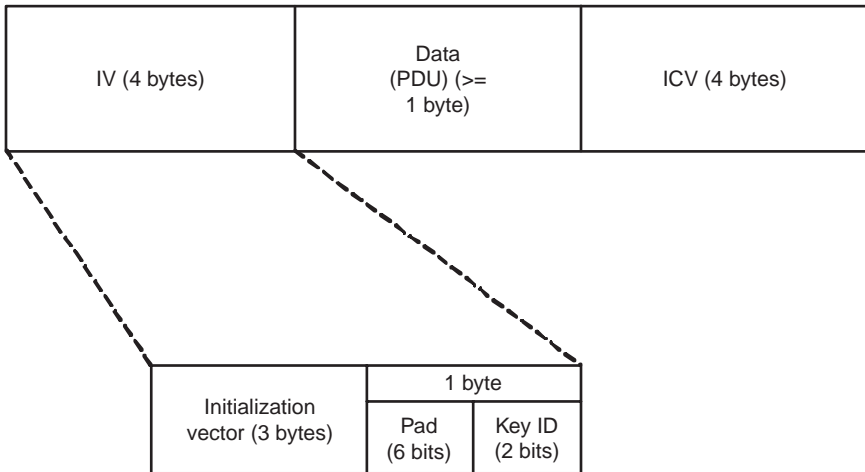 IV (4 bytes)
Data
(PDU) (>=
1 byte)
ICV (4 bytes)
Initialization
vector (3 bytes)
1 byte
Pad
(6 bits)
Key ID
(2 bits)